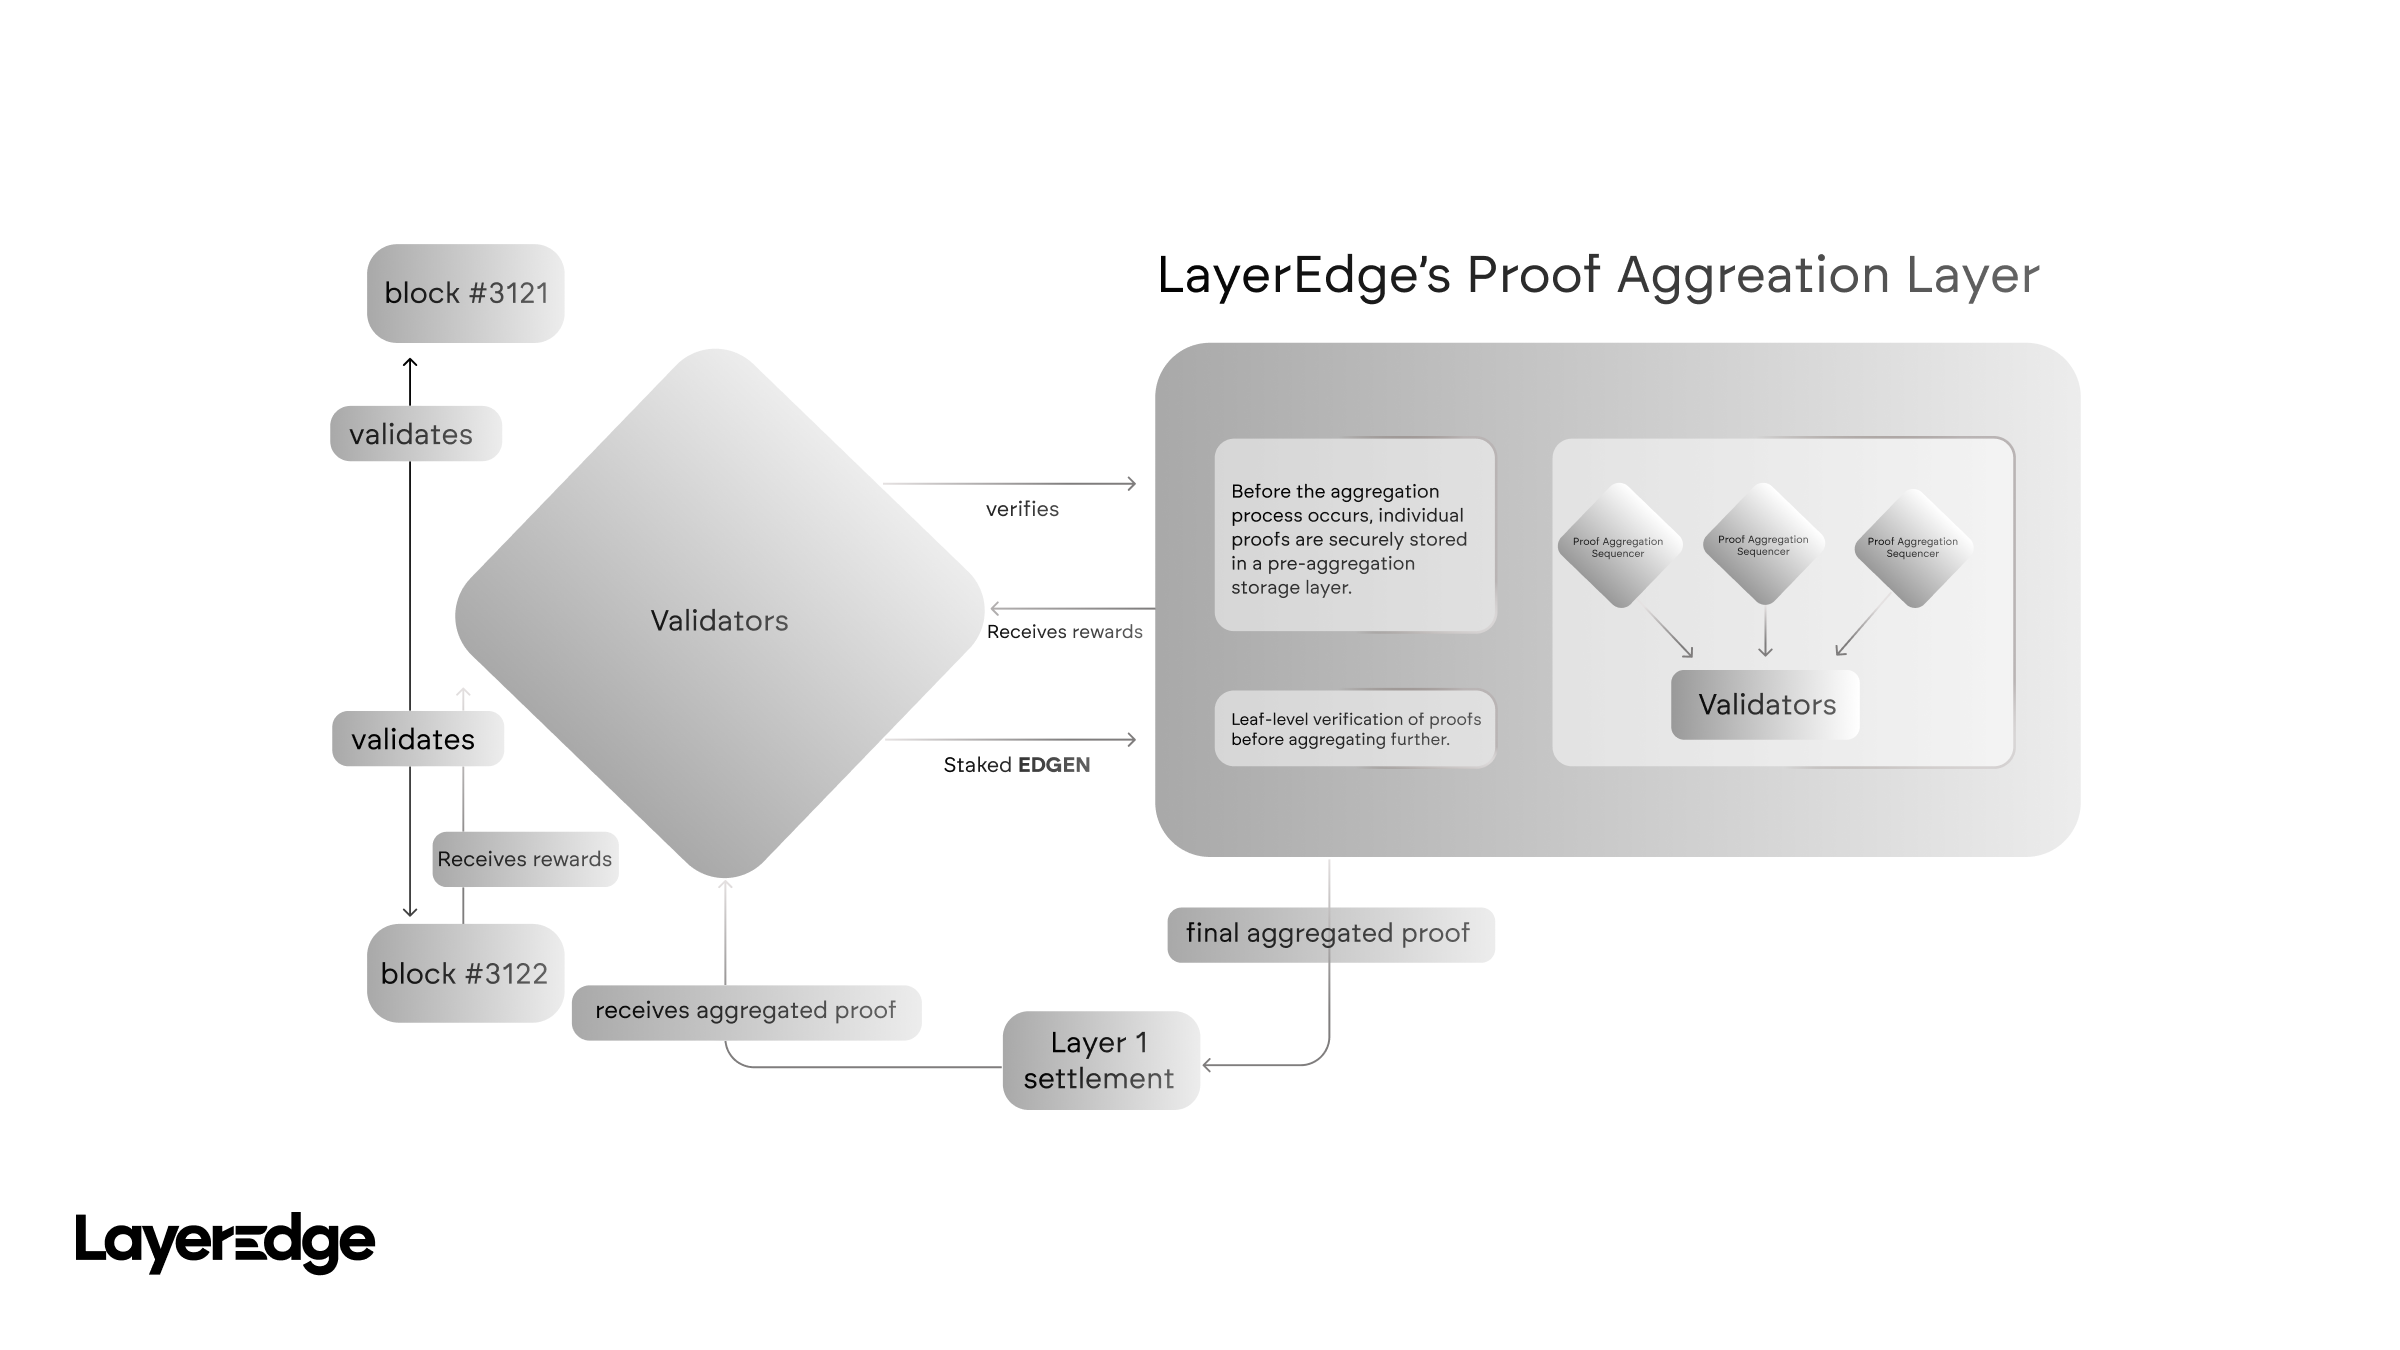 LayerEdge's Proof Aggreation Layer
block #3121
validates
Validators
verifies
Receives rewards
Staked EDGEN
validates
Receives rewards
block #3122
receives aggregated proof
Layer 1
settlement
final aggregated proof
Before the aggregation
process occurs, individual
proofs are securely stored
in a pre-aggregation
storage layer.
Leaf-level verification of proofs
before aggregating further.
Proof Aggregation
Sequencer
Proof Aggregation
Sequencer
Proof Aggregation
Sequencer
Validators
LayerEdge